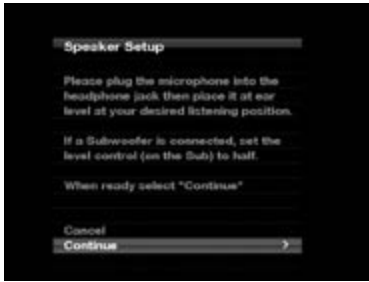 Speaker Setup
Please plug the microphone into the
headphone jack then place it at ear
level at your desired listening position.
If a Subwoofer is connected, set the
level control (on the Sub) to half.
When ready select "Continue"
Cancel
Continue >